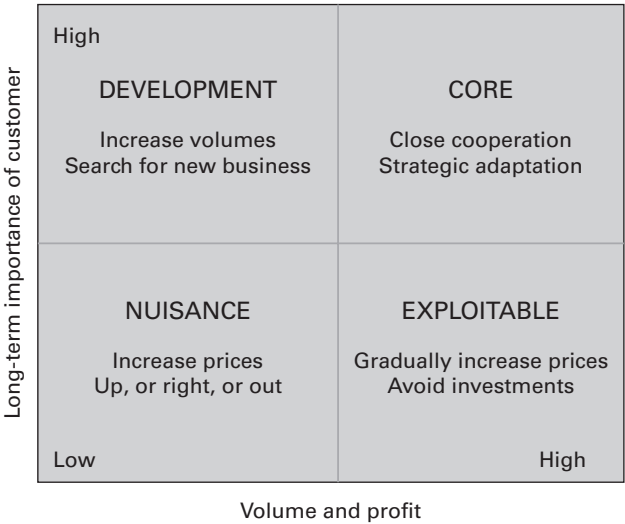 Long-term importance of customer
High
DEVELOPMENT
Increase volumes
Search for new business
CORE
Close cooperation
Strategic adaptation
NUISANCE
Increase prices
Up, or right, or out
EXPLOITABLE
Gradually increase prices
Avoid investments
Low
High
Volume and profit